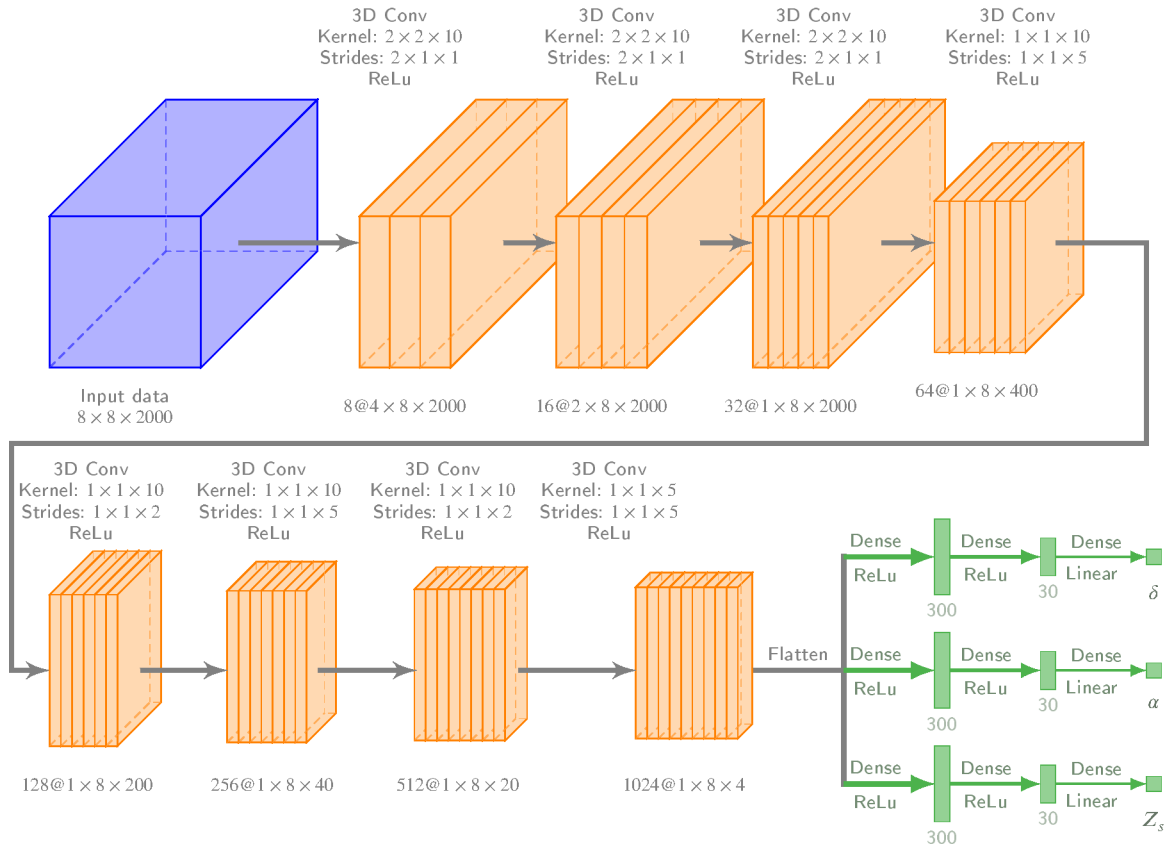 3D Conv
Kernel: 2 × 2 × 10
Strides: 2 × 1 × 1
ReLu
3D Conv
Kernel: 2 × 2 × 10
Strides: 2 × 1 × 1
ReLu
3D Conv
Kernel: 2 × 2 × 10
Strides: 2 × 1 × 1
ReLu
3D Conv
Kernel: 1 × 1 × 10
Strides: 1 × 1 × 5
ReLu
Input data
8 × 8 × 2000
8@4 × 8 × 2000
16@2 × 8 × 2000
32@1 × 8 × 2000
64@1 × 8 × 400
3D Conv
Kernel: 1 × 1 × 10
Strides: 1 × 1 × 2
ReLu
3D Conv
Kernel: 1 × 1 × 10
Strides: 1 × 1 × 5
ReLu
3D Conv
Kernel: 1 × 1 × 10
Strides: 1 × 1 × 2
ReLu
3D Conv
Kernel: 1 × 1 × 5
Strides: 1 × 1 × 5
ReLu
128@1 × 8 × 200
256@1 × 8 × 40
512@1 × 8 × 20
1024@1 × 8 × 4
Flatten
Dense
ReLu
300
Dense
ReLu
30
Dense
Linear
δ
Dense
ReLu
300
Dense
ReLu
30
Dense
Linear
α
Dense
ReLu
300
Dense
ReLu
30
Dense
Linear
Z_s